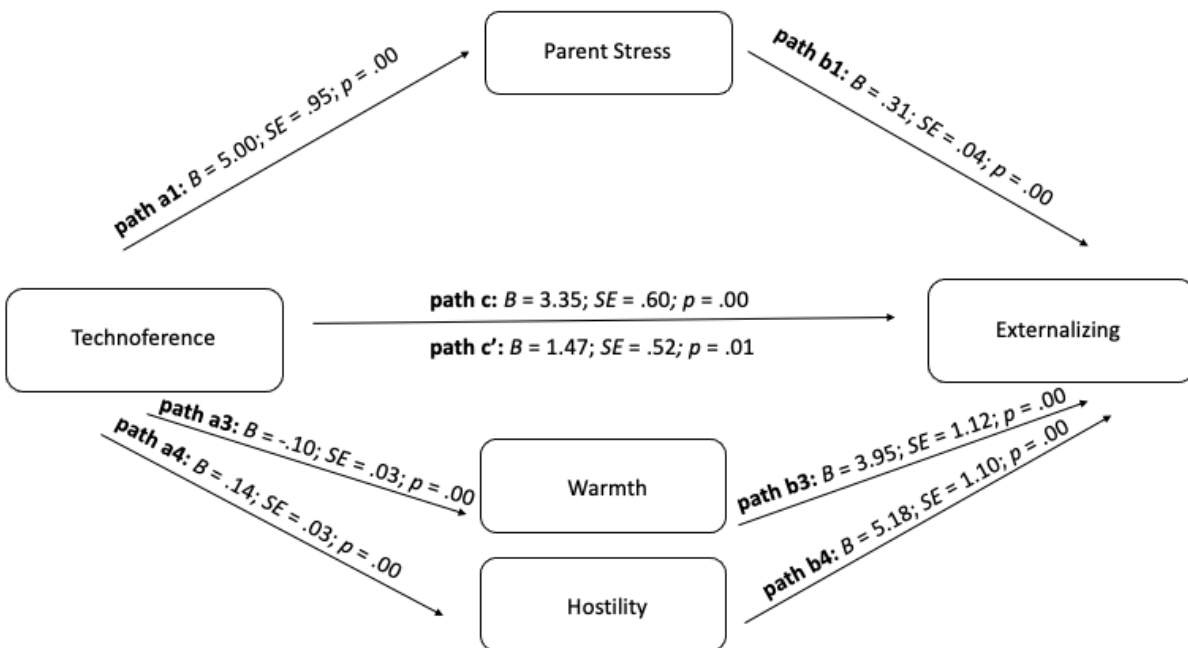 Parent Stress
path a1: B = 5.00; SE = .95; p = .00
path b1: B = .31; SE = .04; p = .00
Technoference
path c: B = 3.35; SE = .60; p = .00
path c’: B = 1.47; SE = .52; p = .01
Externalizing
path a3: B = -.10; SE = .03; p = .00
path a4: B = .14; SE = .03; p = .00
Warmth
path b3: B = 3.95; SE = 1.12; p = .00
path b4: B = 5.18; SE = 1.10; p = .00
Hostility